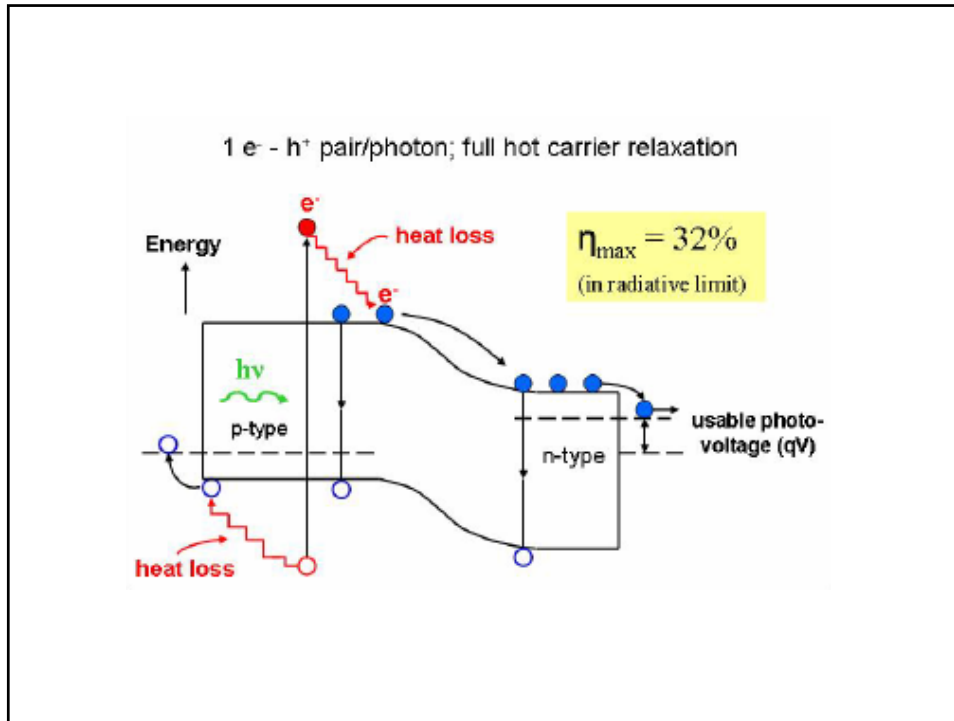 1 e⁻ - h⁺ pair/photon; full hot carrier relaxation
e⁻
heat loss
Energy
ηmax = 32%
(in radiative limit)
e⁻
hν
p-type
usable photo-
voltage (qV)
n-type
heat loss